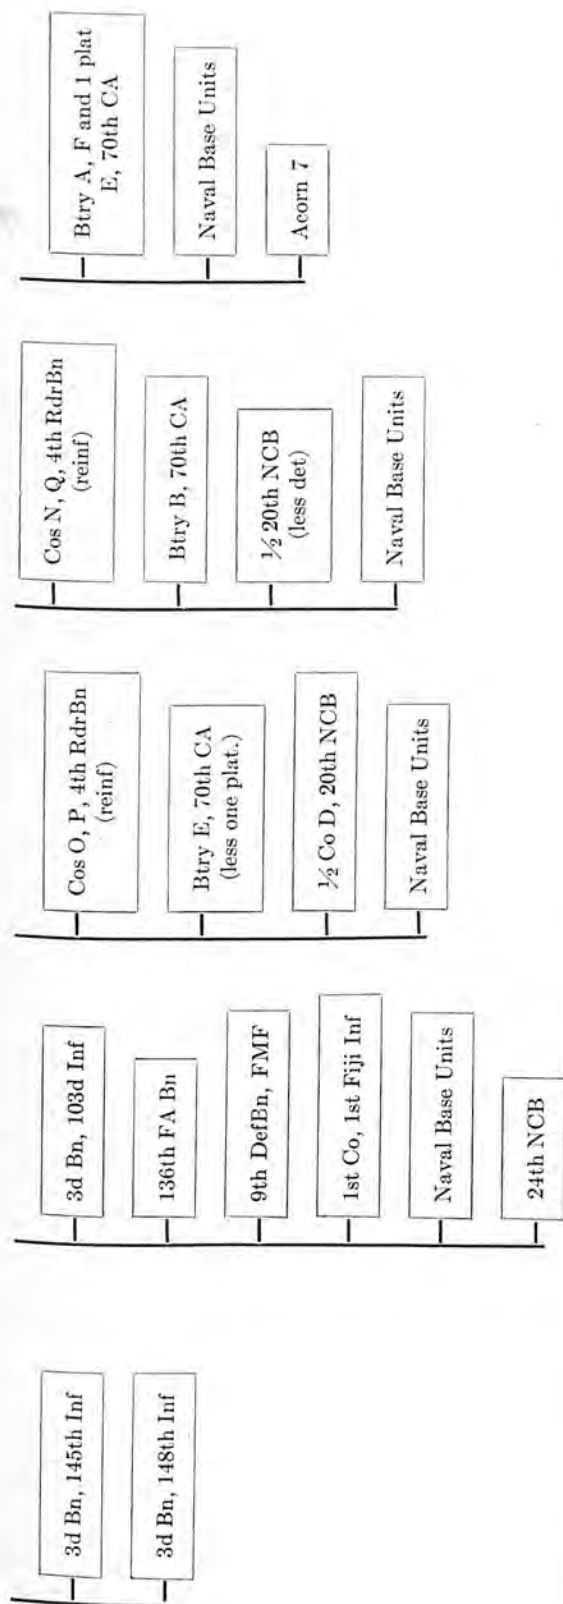 3d Bn, 145th Inf
3d Bn, 148th Inf
3d Bn, 103d Inf
136th FA Bn
9th DefBn, FMF
1st Co, 1st Fiji Inf
Naval Base Units
24th NCB
Cos O, P, 4th RdrBn
(reinf)
Btry E, 70th CA
(less one plat.)
½ Co D, 20th NCB
Naval Base Units
Cos N, Q, 4th RdrBn
(reinf)
Btry B, 70th CA
½ 20th NCB
(less det)
Naval Base Units
Btry A, F and 1 plat
E, 70th CA
Naval Base Units
Acorn 7